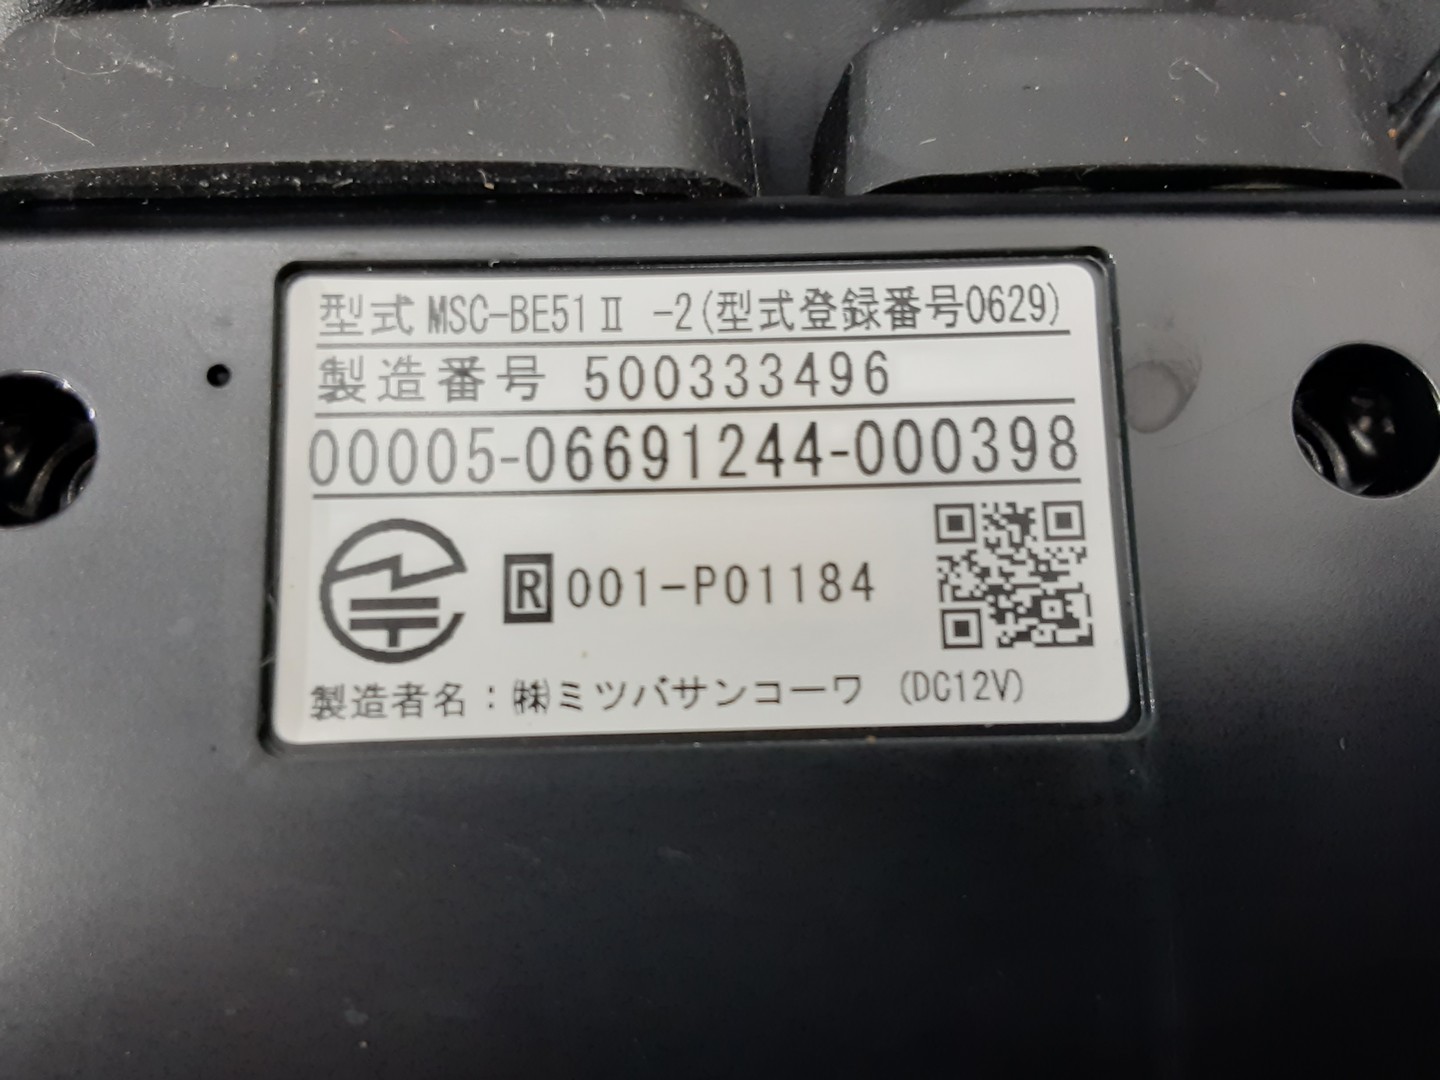 型式 MSC-BE51Ⅱ -2(型式登録番号0629)
製造番号 500333496
00005-06691244-000398
R 001-P01184
製造者名：㈱ミツバサンコーワ (DC12V)